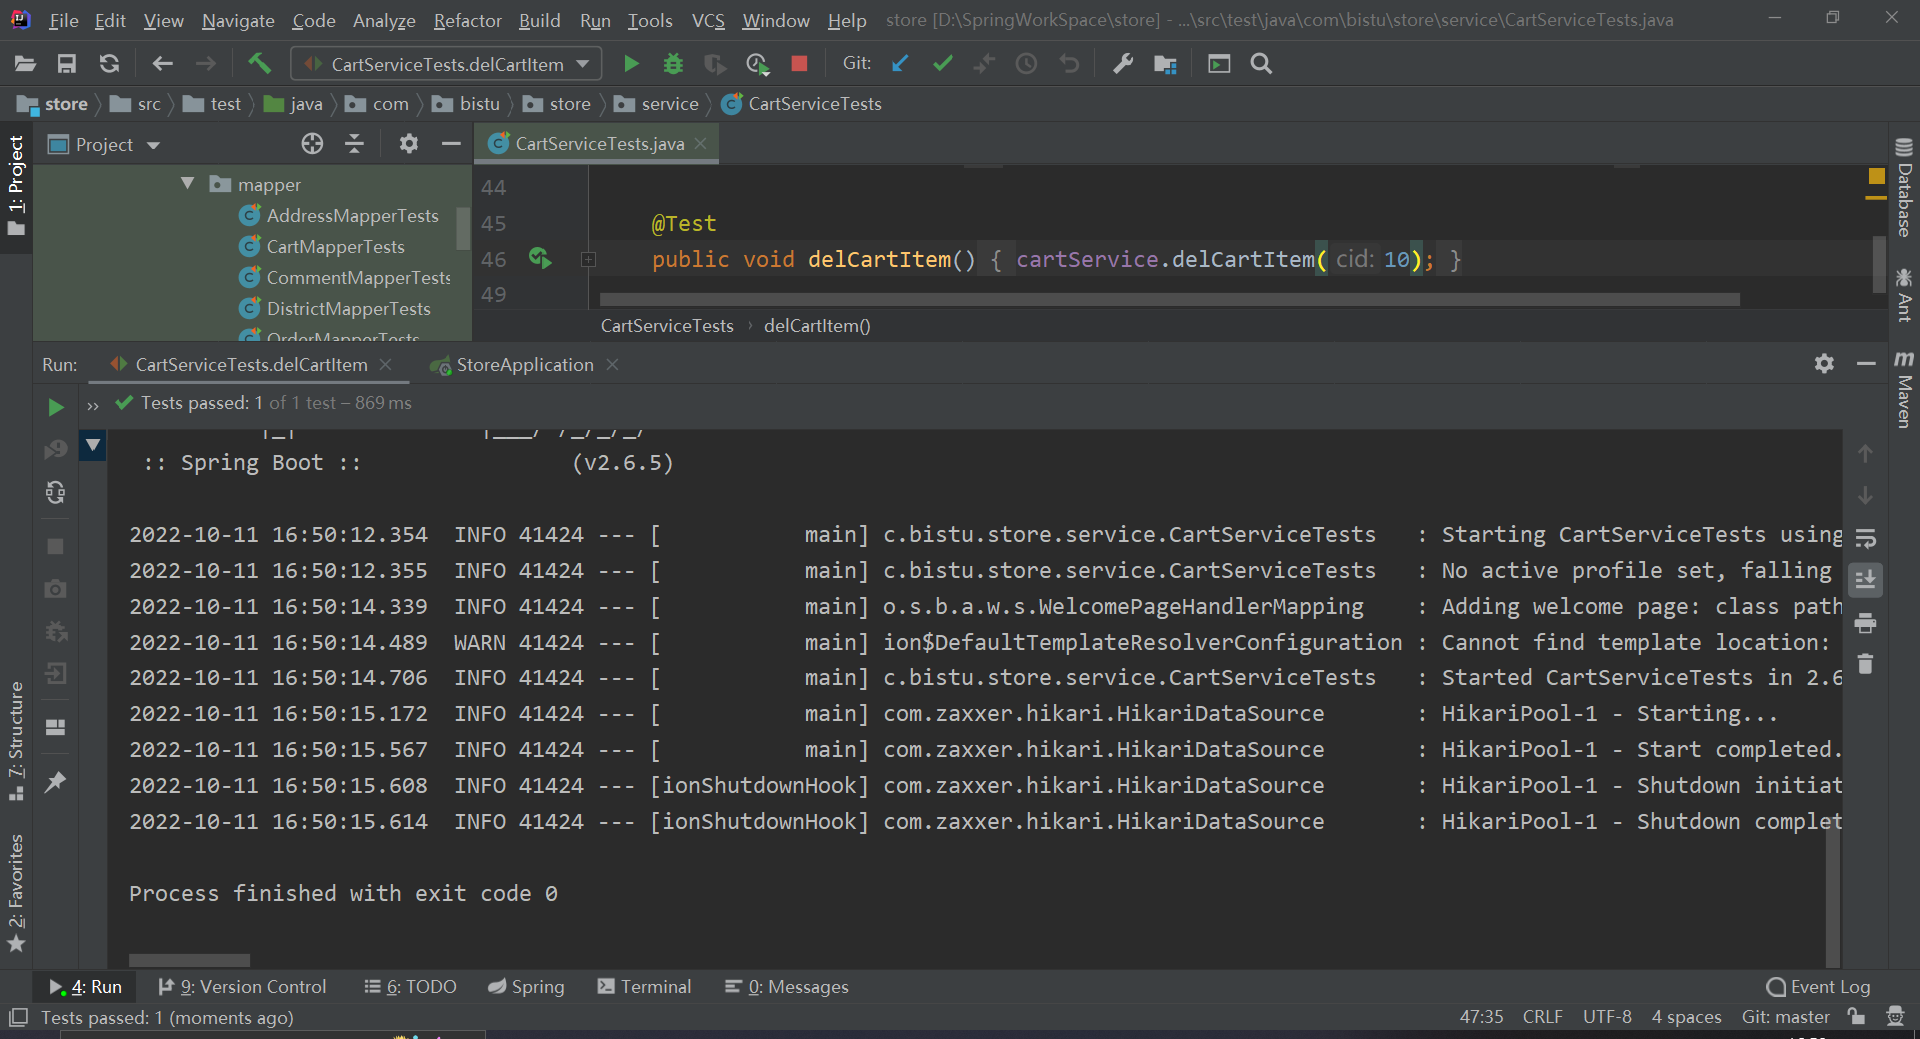 File Edit View Navigate Code Analyze Refactor Build Run Tools VCS Window Help store [D:\SpringWorkSpace\store] - ...\src\test\java\com\bistu\store\service\CartServiceTests.java
CartServiceTests.delCartItem Git:
store src test java com bistu store service CartServiceTests
1: Project
Project
CartServiceTests.java
mapper
AddressMapperTests
CartMapperTests
CommentMapperTests
DistrictMapperTests
OrderMapperTests
44
45 @Test
46 public void delCartItem() { cartService.delCartItem( cid: 10); }
49
CartServiceTests › delCartItem()
Database
Ant
Maven
Run: CartServiceTests.delCartItem StoreApplication
Tests passed: 1 of 1 test – 869 ms
:: Spring Boot :: (v2.6.5)
2022-10-11 16:50:12.354 INFO 41424 --- [ main] c.bistu.store.service.CartServiceTests : Starting CartServiceTests using
2022-10-11 16:50:12.355 INFO 41424 --- [ main] c.bistu.store.service.CartServiceTests : No active profile set, falling
2022-10-11 16:50:14.339 INFO 41424 --- [ main] o.s.b.a.w.s.WelcomePageHandlerMapping : Adding welcome page: class path
2022-10-11 16:50:14.489 WARN 41424 --- [ main] ion$DefaultTemplateResolverConfiguration : Cannot find template location:
2022-10-11 16:50:14.706 INFO 41424 --- [ main] c.bistu.store.service.CartServiceTests : Started CartServiceTests in 2.6
2022-10-11 16:50:15.172 INFO 41424 --- [ main] com.zaxxer.hikari.HikariDataSource : HikariPool-1 - Starting...
2022-10-11 16:50:15.567 INFO 41424 --- [ main] com.zaxxer.hikari.HikariDataSource : HikariPool-1 - Start completed.
2022-10-11 16:50:15.608 INFO 41424 --- [ionShutdownHook] com.zaxxer.hikari.HikariDataSource : HikariPool-1 - Shutdown initiat
2022-10-11 16:50:15.614 INFO 41424 --- [ionShutdownHook] com.zaxxer.hikari.HikariDataSource : HikariPool-1 - Shutdown complet
Process finished with exit code 0
7: Structure
2: Favorites
4: Run 9: Version Control 6: TODO Spring Terminal 0: Messages Event Log
Tests passed: 1 (moments ago) 47:35 CRLF UTF-8 4 spaces Git: master